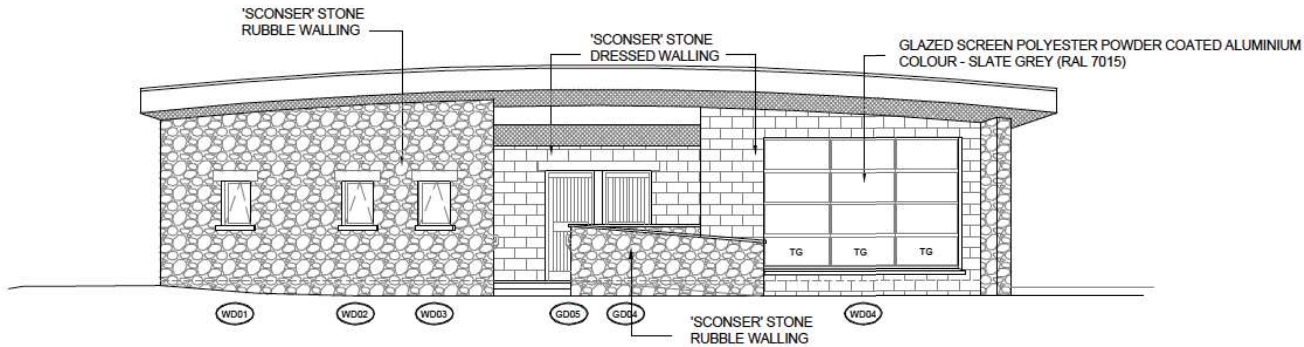 'SCONSER' STONE
RUBBLE WALLING
'SCONSER' STONE
DRESSED WALLING
GLAZED SCREEN POLYESTER POWDER COATED ALUMINIUM
COLOUR - SLATE GREY (RAL 7015)
TG TG TG
WD01 WD02 WD03 GD05 GD04 WD04
'SCONSER' STONE
RUBBLE WALLING